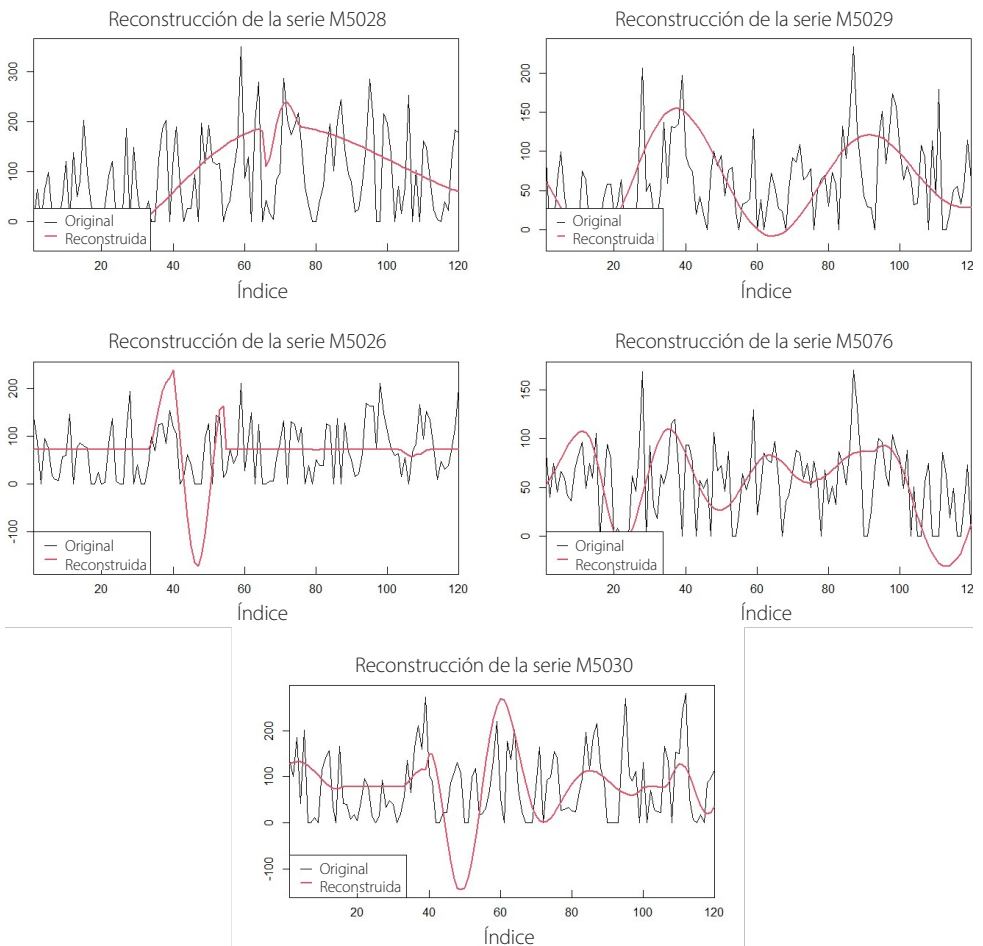 Reconstrucción de la serie M5028
300
200
100
0
Original
Reconstruida
20 40 60 80 100 120
Índice
Reconstrucción de la serie M5029
200
150
100
50
0
Original
Reconstruida
20 40 60 80 100 12
Índice
Reconstrucción de la serie M5026
200
100
0
-100
Original
Reconstruida
20 40 60 80 100 120
Índice
Reconstrucción de la serie M5076
150
100
50
0
Original
Reconstruida
20 40 60 80 100 12
Índice
Reconstrucción de la serie M5030
200
100
0
-100
Original
Reconstruida
20 40 60 80 100 120
Índice